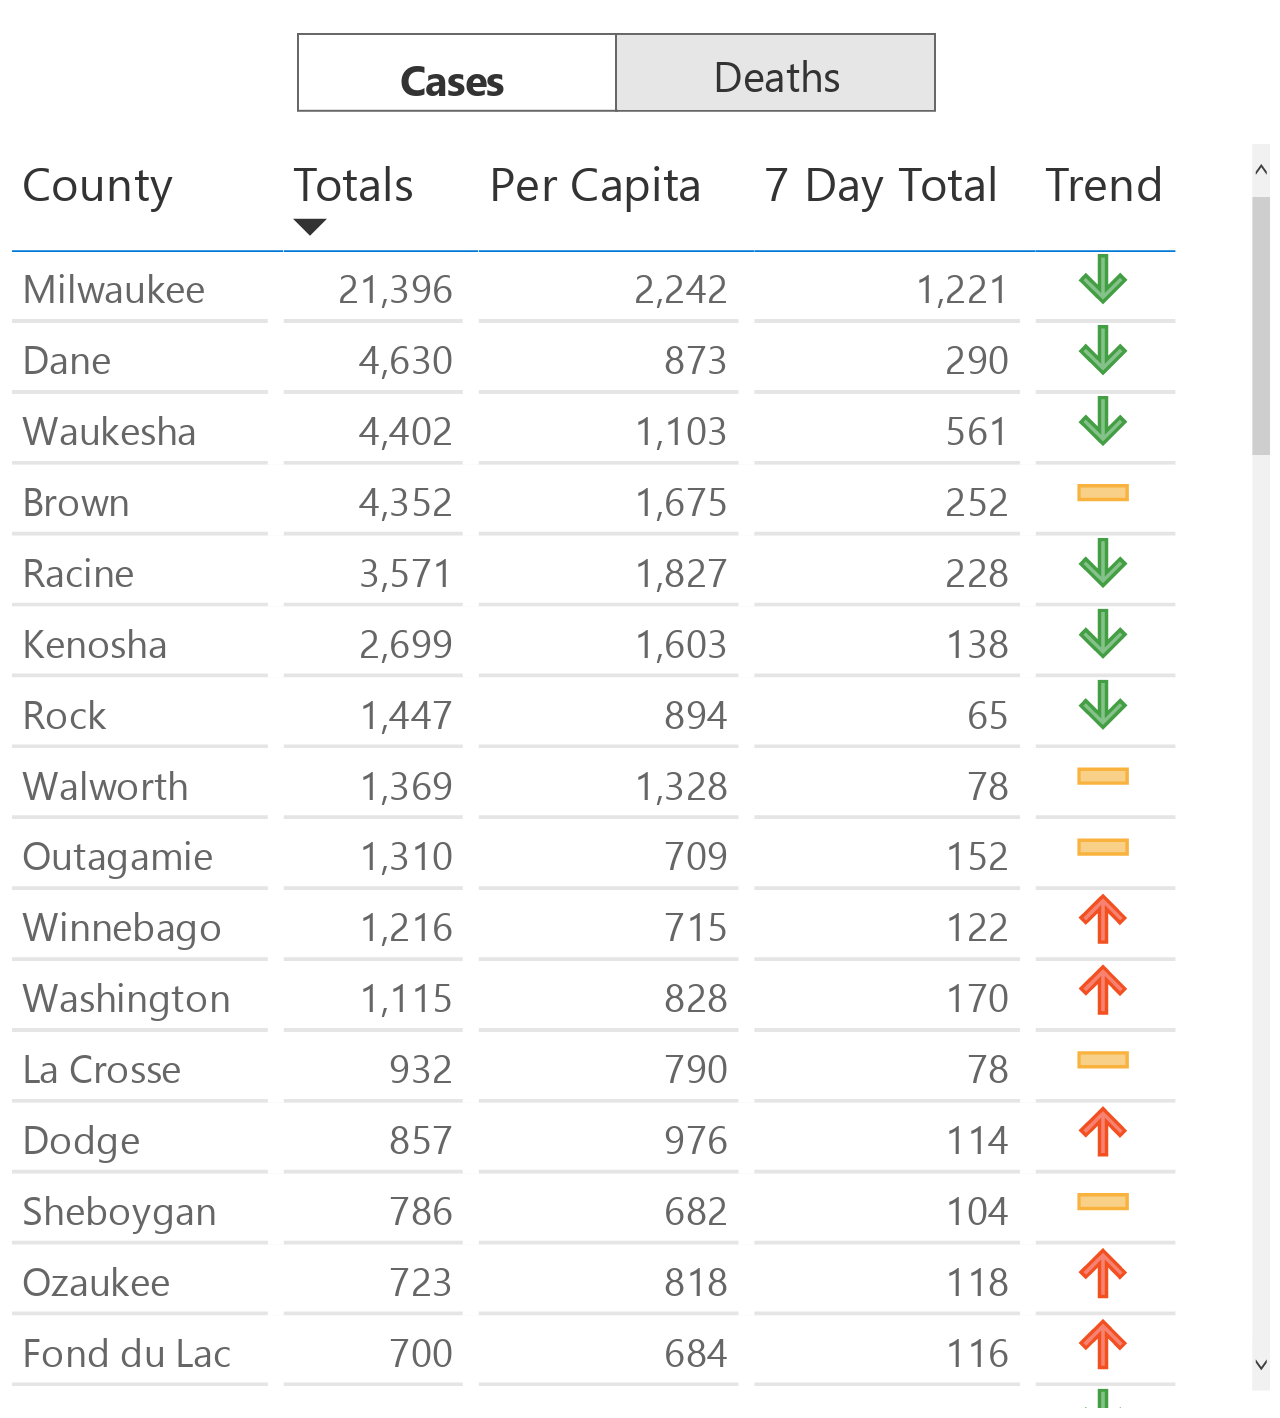 Cases Deaths
County Totals Per Capita 7 Day Total Trend
Milwaukee 21,396 2,242 1,221
Dane 4,630 873 290
Waukesha 4,402 1,103 561
Brown 4,352 1,675 252
Racine 3,571 1,827 228
Kenosha 2,699 1,603 138
Rock 1,447 894 65
Walworth 1,369 1,328 78
Outagamie 1,310 709 152
Winnebago 1,216 715 122
Washington 1,115 828 170
La Crosse 932 790 78
Dodge 857 976 114
Sheboygan 786 682 104
Ozaukee 723 818 118
Fond du Lac 700 684 116